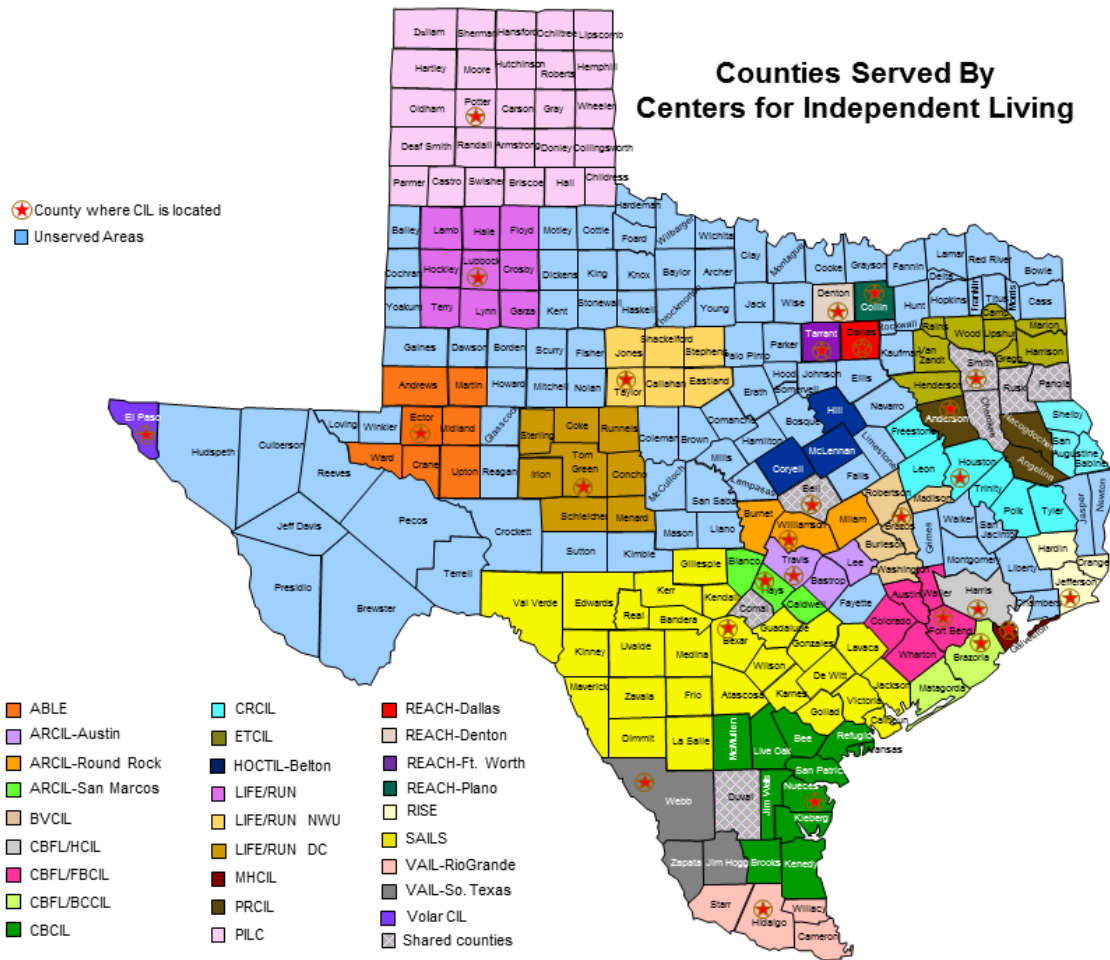 Counties Served By
Centers for Independent Living
County where CIL is located
Unserved Areas
Dallam Sherman Hansford Ochiltree Lipscomb
Hartley Moore Hutchinson Roberts Hemphill
Oldham Potter Carson Gray Wheeler
Deaf Smith Randall Armstrong Donley Collingsworth
Parmer Castro Swisher Briscoe Hall Childress
Hardeman
Bailey Lamb Hale Floyd Motley Cottle Foard Wilbarger Wichita
Clay Montague Cooke Grayson Fannin Lamar Red River Bowie
Delta
Cochran Hockley Lubbock Crosby Dickens King Knox Baylor Archer
Yoakum Terry Lynn Garza Kent Stonewall Haskell Throckmorton Young Jack Wise Denton Collin Hunt Hopkins Franklin Titus Morris Cass
Camp
Rockwall
Gaines Dawson Borden Scurry Fisher Jones Shackelford Stephens Palo Pinto Parker Tarrant Dallas Kaufman Van Zandt Rains Wood Upshur Marion
Gregg Harrison
Andrews Martin Howard Mitchell Nolan Taylor Callahan Eastland Erath Hood Johnson Somervell Ellis Henderson Smith Rusk Panola
El Paso Hudspeth Culberson Loving Winkler Ector Midland Glasscock Sterling Coke Runnels Coleman Brown Comanche Hamilton Bosque Hill Navarro Anderson Cherokee Nacogdoches Shelby
Reeves Ward Crane Upton Reagan Irion Tom Green Concho McCulloch Mills Lampasas Coryell McLennan Limestone Freestone Leon Houston Angelina San Augustine Sabine
Jeff Davis Pecos Crockett Schleicher Menard San Saba Burnet Bell Falls Robertson Madison Trinity Polk Tyler Jasper Newton
Presidio Brewster Terrell Sutton Kimble Mason Llano Williamson Milam Brazos Burleson Grimes Walker San Jacinto Hardin
Gillespie Blanco Travis Bastrop Lee Washington Montgomery Liberty Orange Jefferson
Val Verde Edwards Kerr Kendall Hays Comal Caldwell Fayette Austin Waller Harris Chambers
Real Bandera Bexar Guadalupe Gonzales Colorado Fort Bend Galveston
Kinney Uvalde Medina Wilson Lavaca Wharton Brazoria
Maverick Zavala Frio Atascosa Karnes De Witt Jackson Matagorda
Dimmit La Salle McMullen Live Oak Bee Goliad Victoria Calhoun
Refugio Aransas
San Patric
Webb Duval Jim Wells Nueces
Kleberg
Zapata Jim Hogg Brooks Kenedy
Starr Hidalgo Willacy
Cameron
ABLE
ARCIL-Austin
ARCIL-Round Rock
ARCIL-San Marcos
BVCIL
CBFL/HCIL
CBFL/FBCIL
CBFL/BCCIL
CBCIL
CRCIL
ETCIL
HOCTIL-Belton
LIFE/RUN
LIFE/RUN NWU
LIFE/RUN DC
MHCIL
PRCIL
PILC
REACH-Dallas
REACH-Denton
REACH-Ft. Worth
REACH-Plano
RISE
SAILS
VAIL-RioGrande
VAIL-So. Texas
Volar CIL
Shared counties